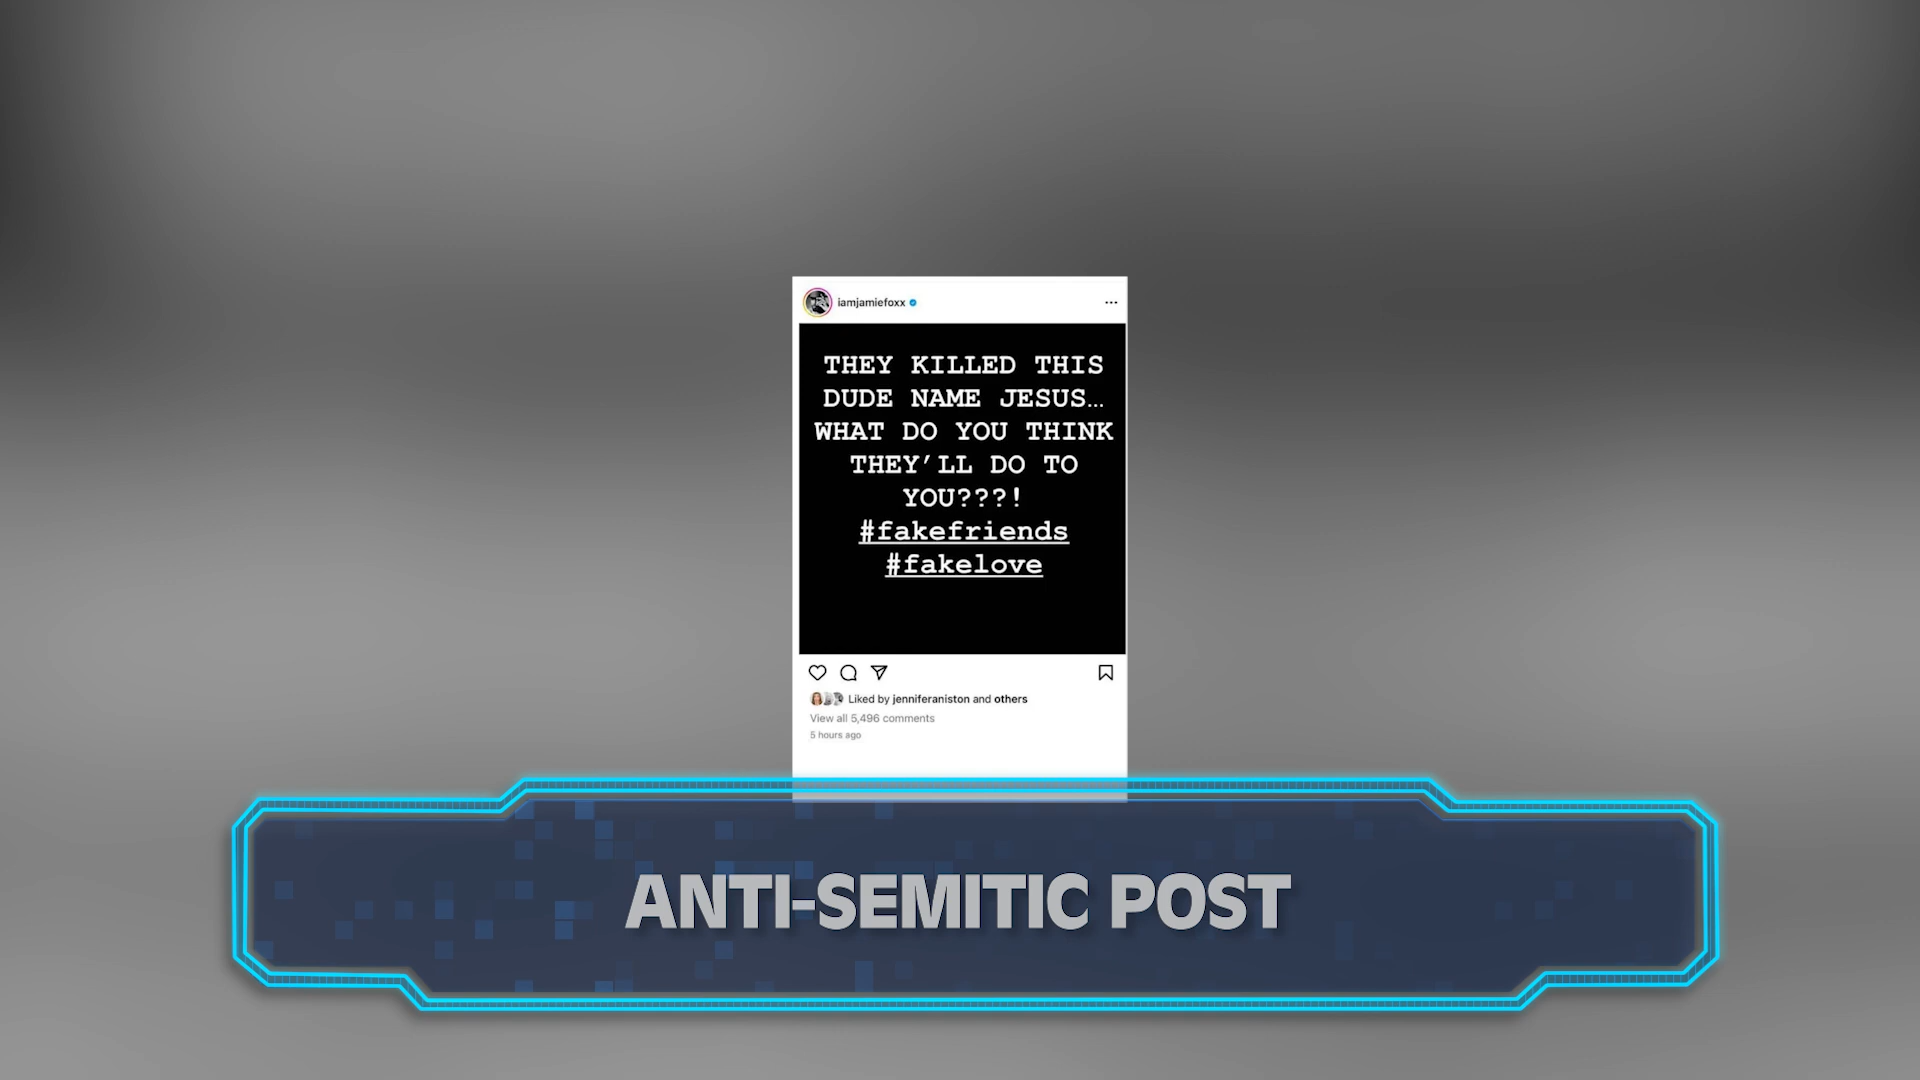 iamjamiefoxx
THEY KILLED THIS
DUDE NAME JESUS…
WHAT DO YOU THINK
THEY’LL DO TO
YOU???!
#fakefriends
#fakelove
Liked by jenniferaniston and others
View all 5,496 comments
5 hours ago
ANTI-SEMITIC POST